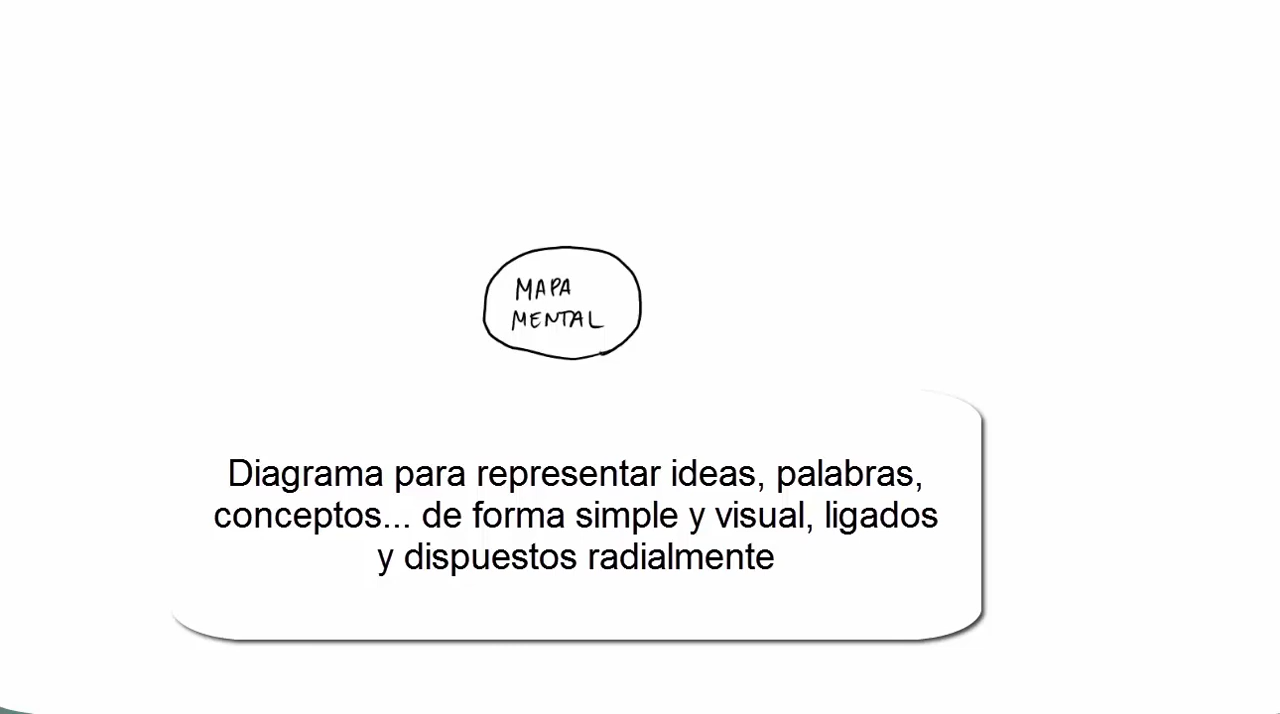 MAPA
MENTAL
Diagrama para representar ideas, palabras,
conceptos... de forma simple y visual, ligados
y dispuestos radialmente